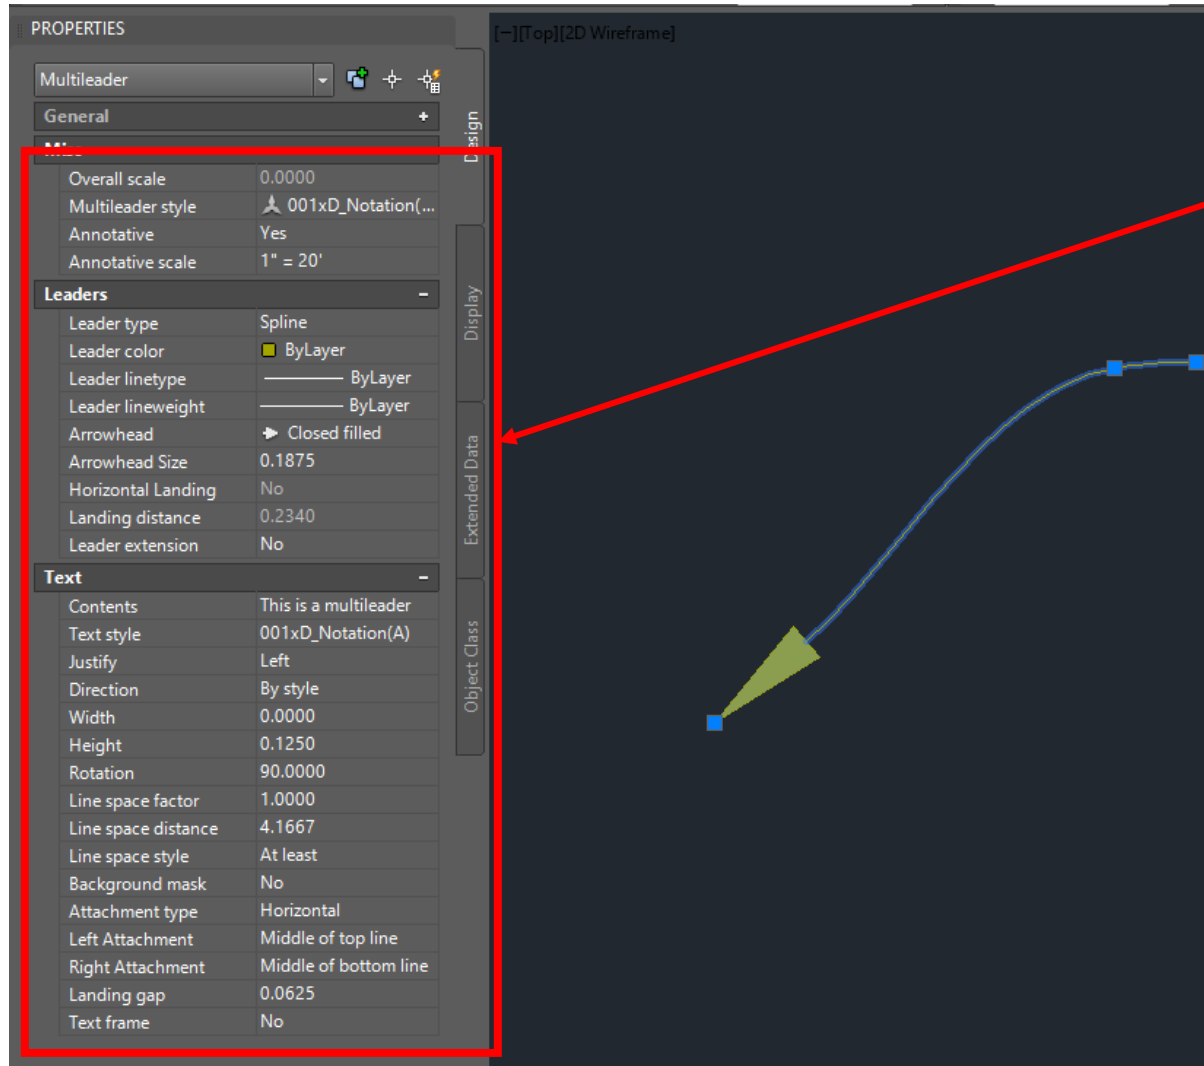 PROPERTIES
[−][Top][2D Wireframe]
Multileader
General +
Misc
Overall scale 0.0000
Multileader style 001xD_Notation(...
Annotative Yes
Annotative scale 1" = 20'
Leaders −
Leader type Spline
Leader color ByLayer
Leader linetype ByLayer
Leader lineweight ByLayer
Arrowhead Closed filled
Arrowhead Size 0.1875
Horizontal Landing No
Landing distance 0.2340
Leader extension No
Text −
Contents This is a multileader
Text style 001xD_Notation(A)
Justify Left
Direction By style
Width 0.0000
Height 0.1250
Rotation 90.0000
Line space factor 1.0000
Line space distance 4.1667
Line space style At least
Background mask No
Attachment type Horizontal
Left Attachment Middle of top line
Right Attachment Middle of bottom line
Landing gap 0.0625
Text frame No
Design
Display
Extended Data
Object Class